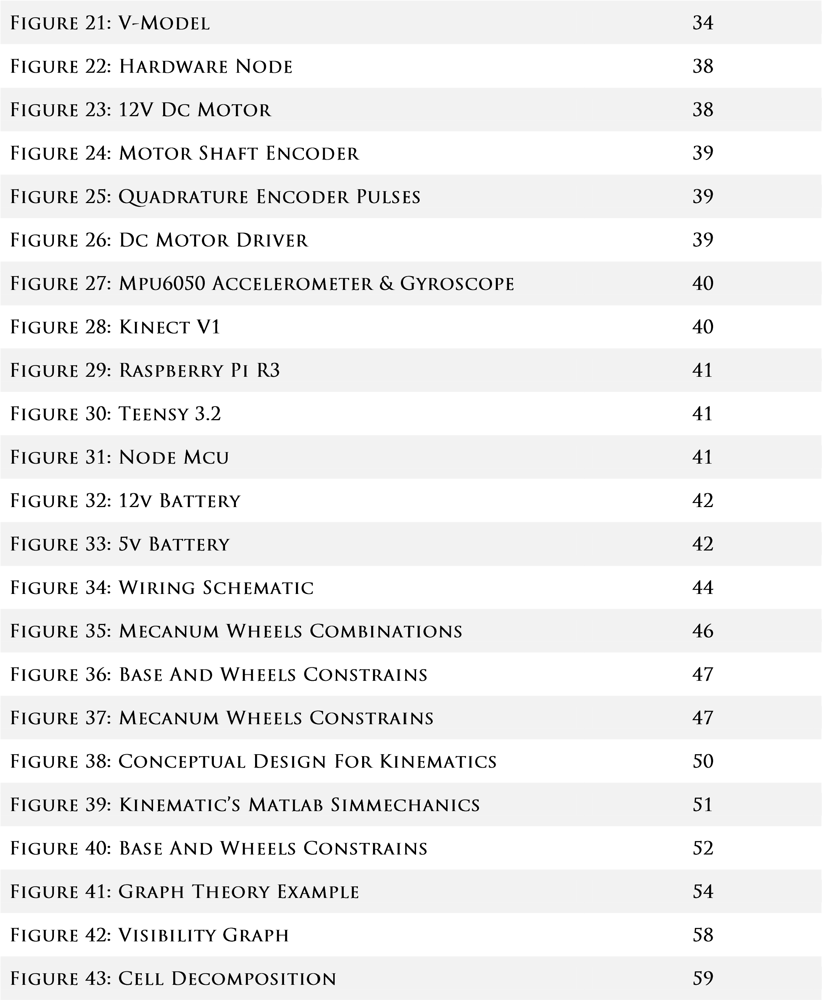 Figure 21: V-Model 34
Figure 22: Hardware Node 38
Figure 23: 12V Dc Motor 38
Figure 24: Motor Shaft Encoder 39
Figure 25: Quadrature Encoder Pulses 39
Figure 26: Dc Motor Driver 39
Figure 27: Mpu6050 Accelerometer & Gyroscope 40
Figure 28: Kinect V1 40
Figure 29: Raspberry Pi R3 41
Figure 30: Teensy 3.2 41
Figure 31: Node Mcu 41
Figure 32: 12v Battery 42
Figure 33: 5v Battery 42
Figure 34: Wiring Schematic 44
Figure 35: Mecanum Wheels Combinations 46
Figure 36: Base And Wheels Constrains 47
Figure 37: Mecanum Wheels Constrains 47
Figure 38: Conceptual Design For Kinematics 50
Figure 39: Kinematic’s Matlab Simmechanics 51
Figure 40: Base And Wheels Constrains 52
Figure 41: Graph Theory Example 54
Figure 42: Visibility Graph 58
Figure 43: Cell Decomposition 59